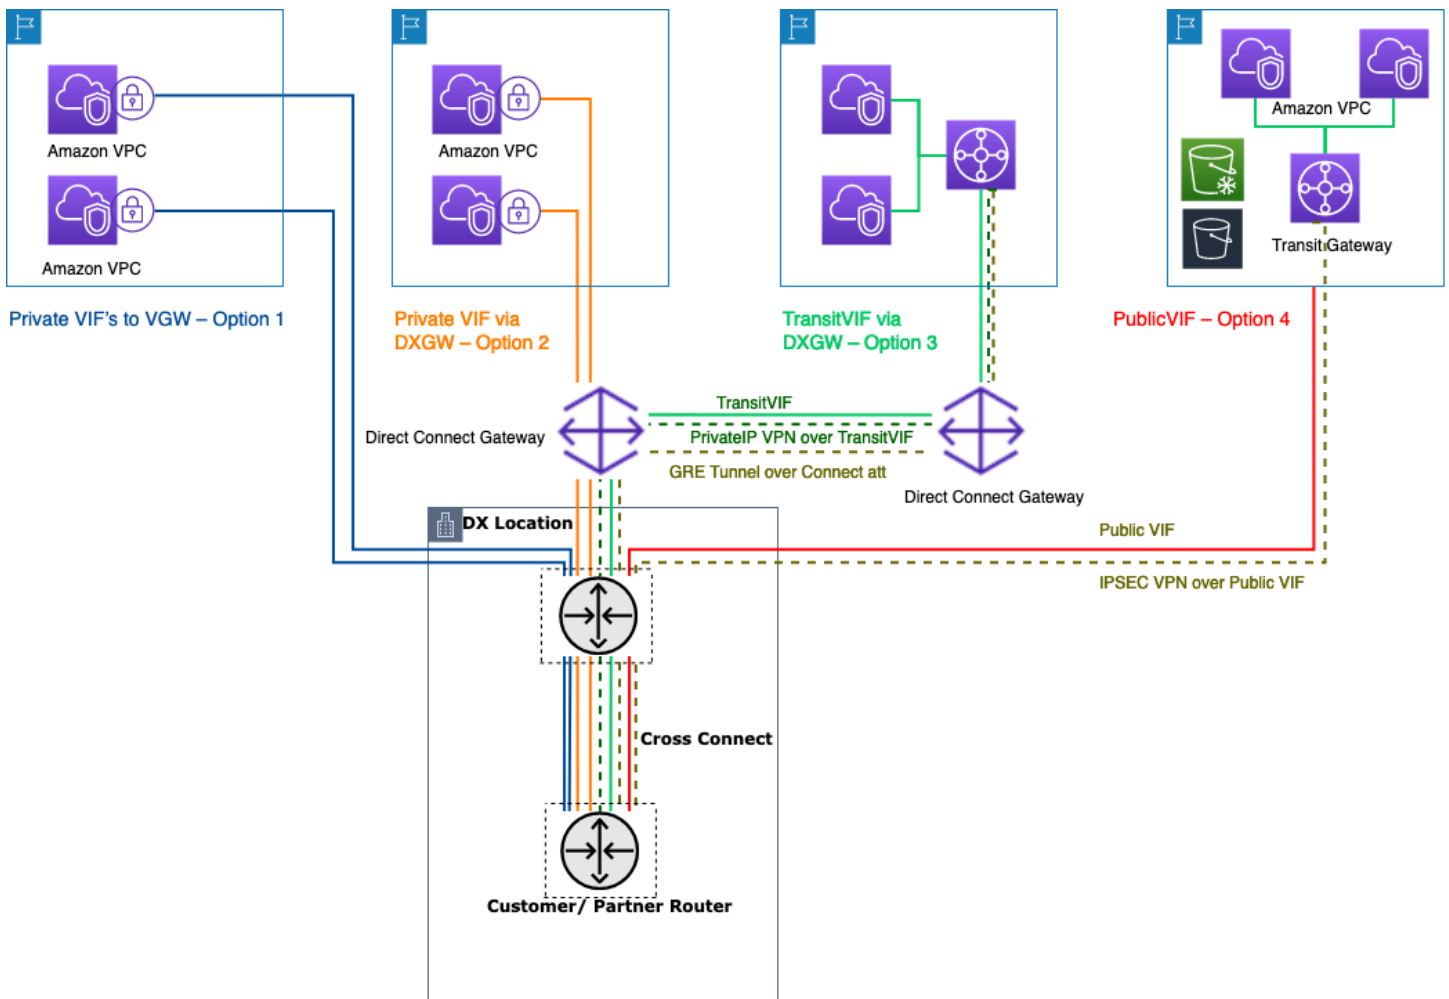 Amazon VPC
Amazon VPC
Private VIF's to VGW – Option 1
Amazon VPC
Private VIF via
DXGW – Option 2
TransitVIF via
DXGW – Option 3
Amazon VPC
Transit Gateway
PublicVIF – Option 4
Direct Connect Gateway
TransitVIF
PrivateIP VPN over TransitVIF
GRE Tunnel over Connect att
Direct Connect Gateway
DX Location
Public VIF
IPSEC VPN over Public VIF
Cross Connect
Customer/ Partner Router